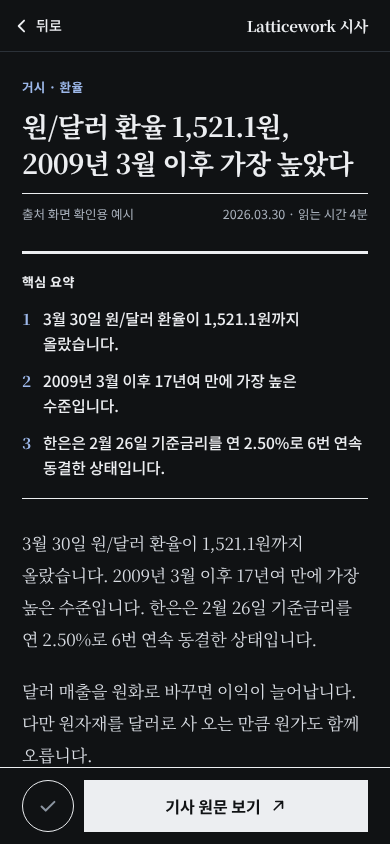 뒤로
Latticework 시사
거시 · 환율
원/달러 환율 1,521.1원,
2009년 3월 이후 가장 높았다
출처 화면 확인용 예시
2026.03.30 · 읽는 시간 4분
핵심 요약
1 3월 30일 원/달러 환율이 1,521.1원까지
올랐습니다.
2 2009년 3월 이후 17년여 만에 가장 높은
수준입니다.
3 한은은 2월 26일 기준금리를 연 2.50%로 6번 연속
동결한 상태입니다.
3월 30일 원/달러 환율이 1,521.1원까지
올랐습니다. 2009년 3월 이후 17년여 만에 가장
높은 수준입니다. 한은은 2월 26일 기준금리를
연 2.50%로 6번 연속 동결한 상태입니다.
달러 매출을 원화로 바꾸면 이익이 늘어납니다.
다만 원자재를 달러로 사 오는 만큼 원가도 함께
오릅니다.
기사 원문 보기